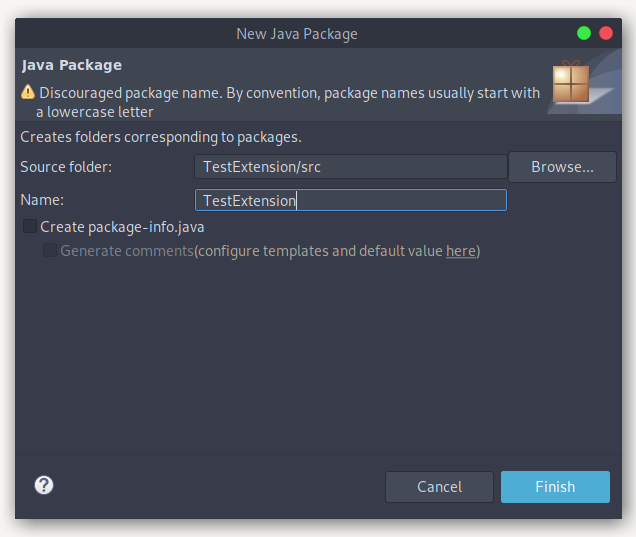 New Java Package
Java Package
Discouraged package name. By convention, package names usually start with
a lowercase letter
Creates folders corresponding to packages.
Source folder: TestExtension/src Browse...
Name: TestExtension
Create package-info.java
Generate comments(configure templates and default value here)
? Cancel Finish